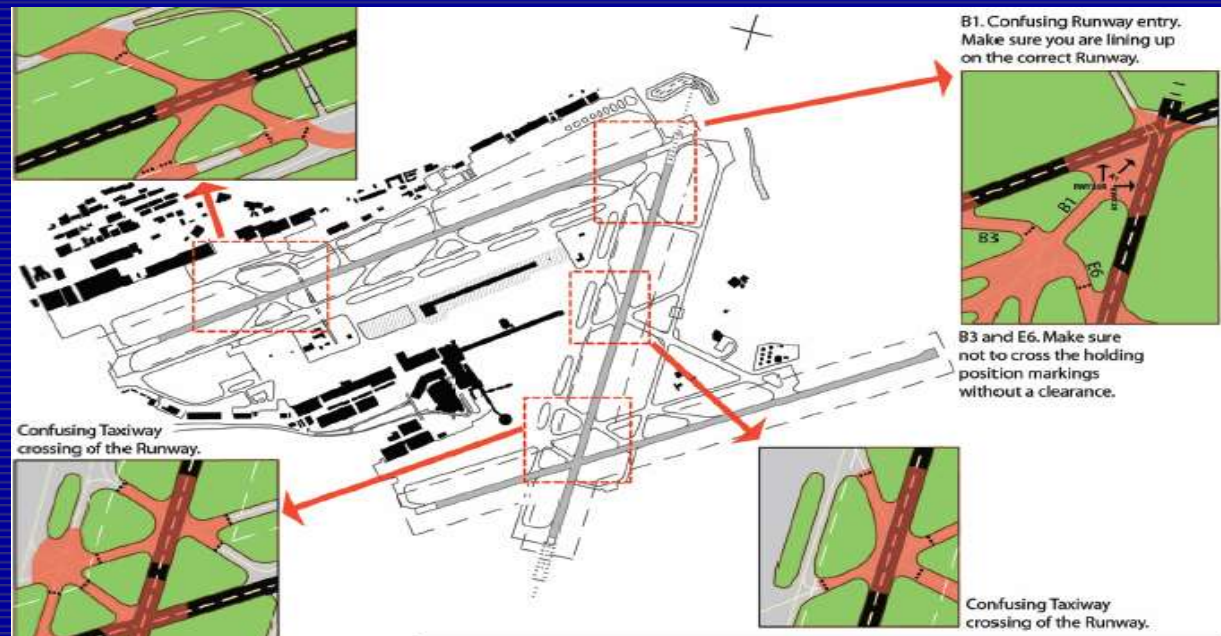 B1. Confusing Runway entry.
Make sure you are lining up
on the correct Runway.
B1
B3
E6
B3 and E6. Make sure
not to cross the holding
position markings
without a clearance.
Confusing Taxiway
crossing of the Runway.
Confusing Taxiway
crossing of the Runway.